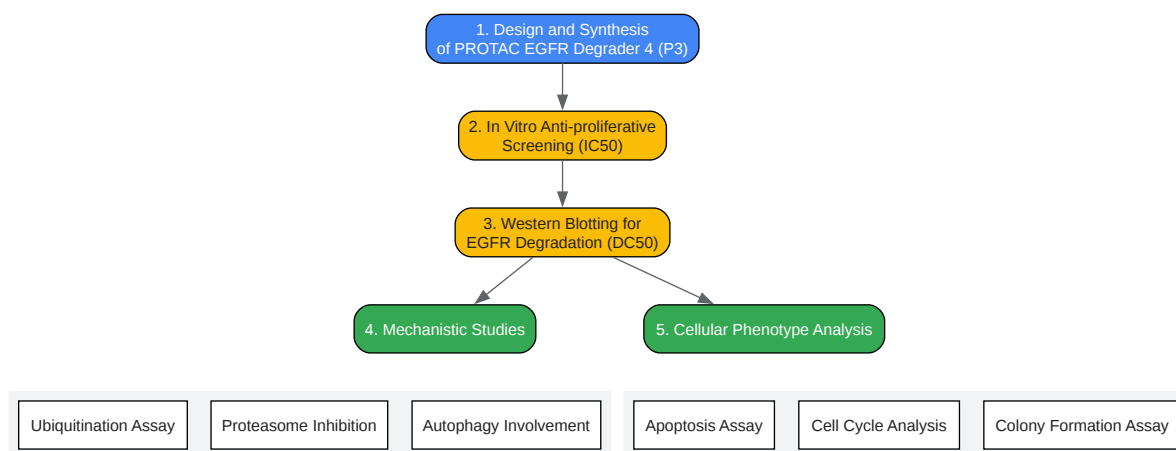 1. Design and Synthesis
of PROTAC EGFR Degrader 4 (P3)
2. In Vitro Anti-proliferative
Screening (IC50)
3. Western Blotting for
EGFR Degradation (DC50)
4. Mechanistic Studies
5. Cellular Phenotype Analysis
Ubiquitination Assay
Proteasome Inhibition
Autophagy Involvement
Apoptosis Assay
Cell Cycle Analysis
Colony Formation Assay